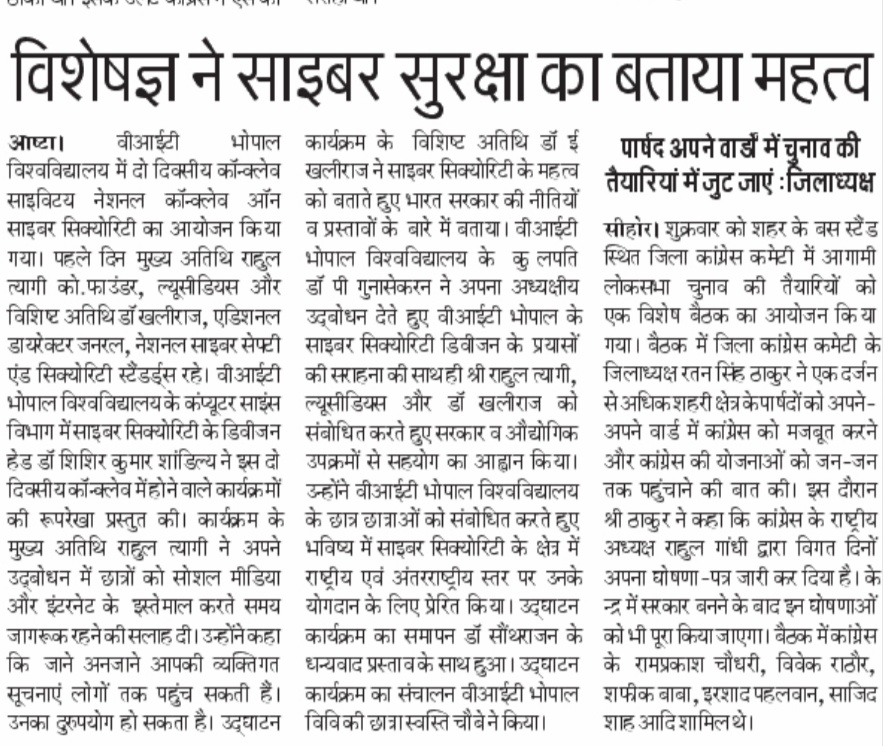 विशेषज्ञ ने साइबर सुरक्षा का बताया महत्व
आष्टा। वीआईटी भोपाल
विश्वविद्यालय में दो दिवसीय कॉन्क्लेव
साइविटय नेशनल कॉन्क्लेव ऑन
साइबर सिक्योरिटी का आयोजन किया
गया। पहले दिन मुख्य अतिथि राहुल
त्यागी को.फाउंडर, ल्यूसीडियस और
विशिष्ट अतिथि डॉ खलीराज, एडिशनल
डायरेक्टर जनरल, नेशनल साइबर सेफ्टी
एंड सिक्योरिटी स्टैंडर्ड्स रहे। वीआईटी
भोपाल विश्वविद्यालय के कंप्यूटर साइंस
विभाग में साइबर सिक्योरिटी के डिवीजन
हेड डॉ शिशिर कुमार शांडिल्य ने इस दो
दिवसीय कॉन्क्लेव में होने वाले कार्यक्रमों
की रूपरेखा प्रस्तुत की। कार्यक्रम के
मुख्य अतिथि राहुल त्यागी ने अपने
उद्बोधन में छात्रों को सोशल मीडिया
और इंटरनेट के इस्तेमाल करते समय
जागरूक रहने की सलाह दी। उन्होंने कहा
कि जाने अनजाने आपकी व्यक्तिगत
सूचनाएं लोगों तक पहुंच सकती हैं।
उनका दुरुपयोग हो सकता है। उद्घाटन
कार्यक्रम के विशिष्ट अतिथि डॉ ई
खलीराज ने साइबर सिक्योरिटी के महत्व
को बताते हुए भारत सरकार की नीतियों
व प्रस्तावों के बारे में बताया। वीआईटी
भोपाल विश्वविद्यालय के कु लपति
डॉ पी गुनासेकरन ने अपना अध्यक्षीय
उद्बोधन देते हुए वीआईटी भोपाल के
साइबर सिक्योरिटी डिवीजन के प्रयासों
की सराहना की साथ ही श्री राहुल त्यागी,
ल्यूसीडियस और डॉ खलीराज को
संबोधित करते हुए सरकार व औद्योगिक
उपक्रमों से सहयोग का आह्वान किया।
उन्होंने वीआईटी भोपाल विश्वविद्यालय
के छात्र छात्राओं को संबोधित करते हुए
भविष्य में साइबर सिक्योरिटी के क्षेत्र में
राष्ट्रीय एवं अंतरराष्ट्रीय स्तर पर उनके
योगदान के लिए प्रेरित किया। उद्घाटन
कार्यक्रम का समापन डॉ सौंथराजन के
धन्यवाद प्रस्ताव के साथ हुआ। उद्घाटन
कार्यक्रम का संचालन वीआईटी भोपाल
विवि की छात्रा स्वस्ति चौबे ने किया।
पार्षद अपने वार्डों में चुनाव की
तैयारियां में जुट जाएं :जिलाध्यक्ष
सीहोर। शुक्रवार को शहर के बस स्टैंड
स्थित जिला कांग्रेस कमेटी में आगामी
लोकसभा चुनाव की तैयारियों को
एक विशेष बैठक का आयोजन किया
गया। बैठक में जिला कांग्रेस कमेटी के
जिलाध्यक्ष रतन सिंह ठाकुर ने एक दर्जन
से अधिक शहरी क्षेत्र के पार्षदों को अपने-
अपने वार्ड में कांग्रेस को मजबूत करने
और कांग्रेस की योजनाओं को जन-जन
तक पहुंचाने की बात की। इस दौरान
श्री ठाकुर ने कहा कि कांग्रेस के राष्ट्रीय
अध्यक्ष राहुल गांधी द्वारा विगत दिनों
अपना घोषणा-पत्र जारी कर दिया है। के
न्द्र में सरकार बनने के बाद इन घोषणाओं
को भी पूरा किया जाएगा। बैठक में कांग्रेस
के रामप्रकाश चौधरी, विवेक राठौर,
शफीक बाबा, इरशाद पहलवान, साजिद
शाह आदि शामिल थे।